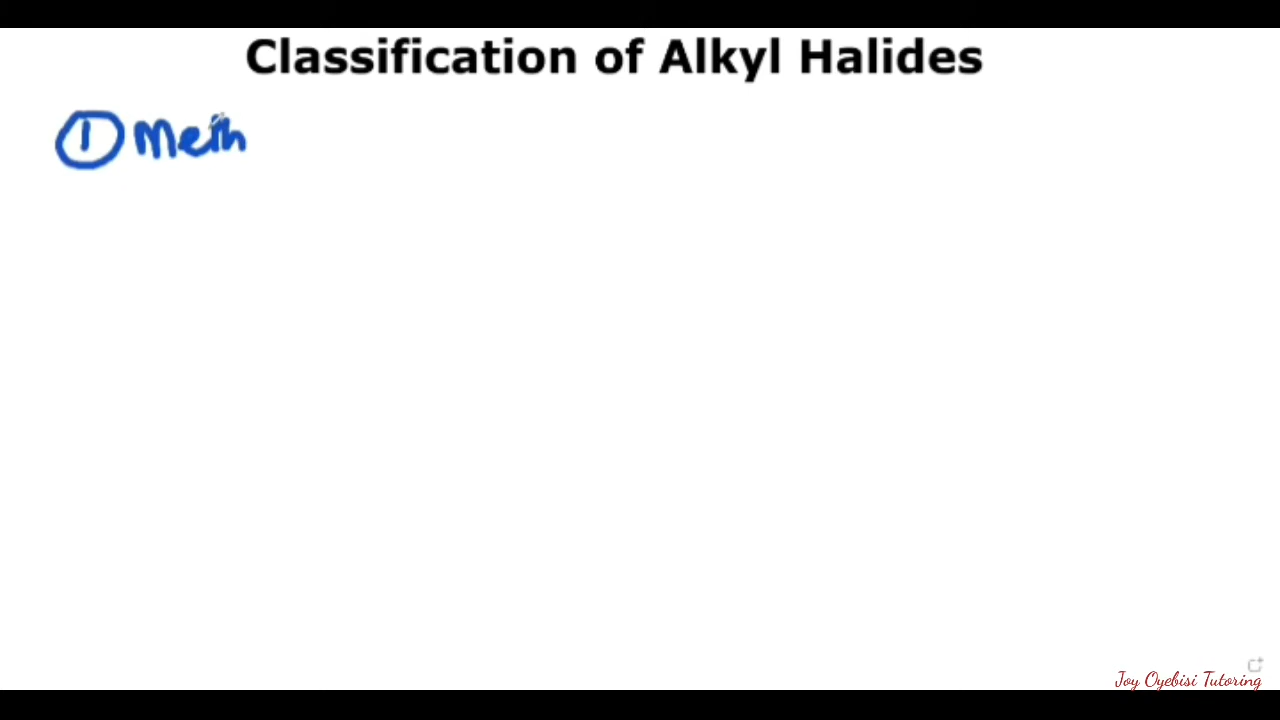 Classification of Alkyl Halides
① Meth
Joy Oyebisi Tutoring